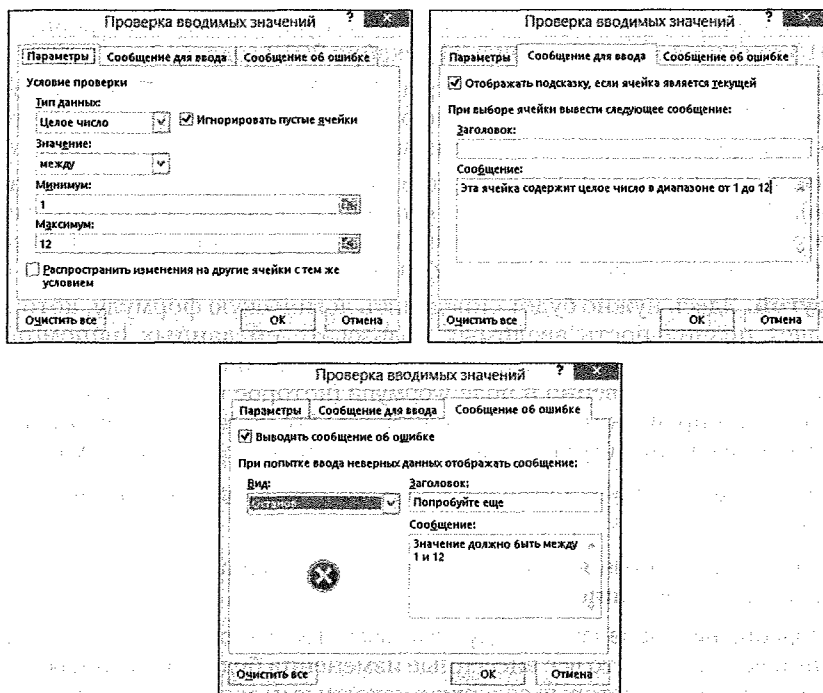 Проверка вводимых значений ?
Параметры Сообщение для ввода Сообщение об ошибке
Условие проверки
Тип данных:
Целое число Игнорировать пустые ячейки
Значение:
между
Минимум:
1
Максимум:
12
Распространить изменения на другие ячейки с тем же
условием
Очистить все ОК Отмена
Проверка вводимых значений ?
Параметры Сообщение для ввода Сообщение об ошибке
Отображать подсказку, если ячейка является текущей
При выборе ячейки вывести следующее сообщение:
Заголовок:
Сообщение:
Эта ячейка содержит целое число в диапазоне от 1 до 12
Очистить все ОК Отмена
Проверка вводимых значений ?
Параметры Сообщение для ввода Сообщение об ошибке
Выводить сообщение об ошибке
При попытке ввода неверных данных отображать сообщение:
Вид: Заголовок:
Попробуйте еще
Сообщение:
Значение должно быть между
1 и 12
Очистить все ОК Отмена